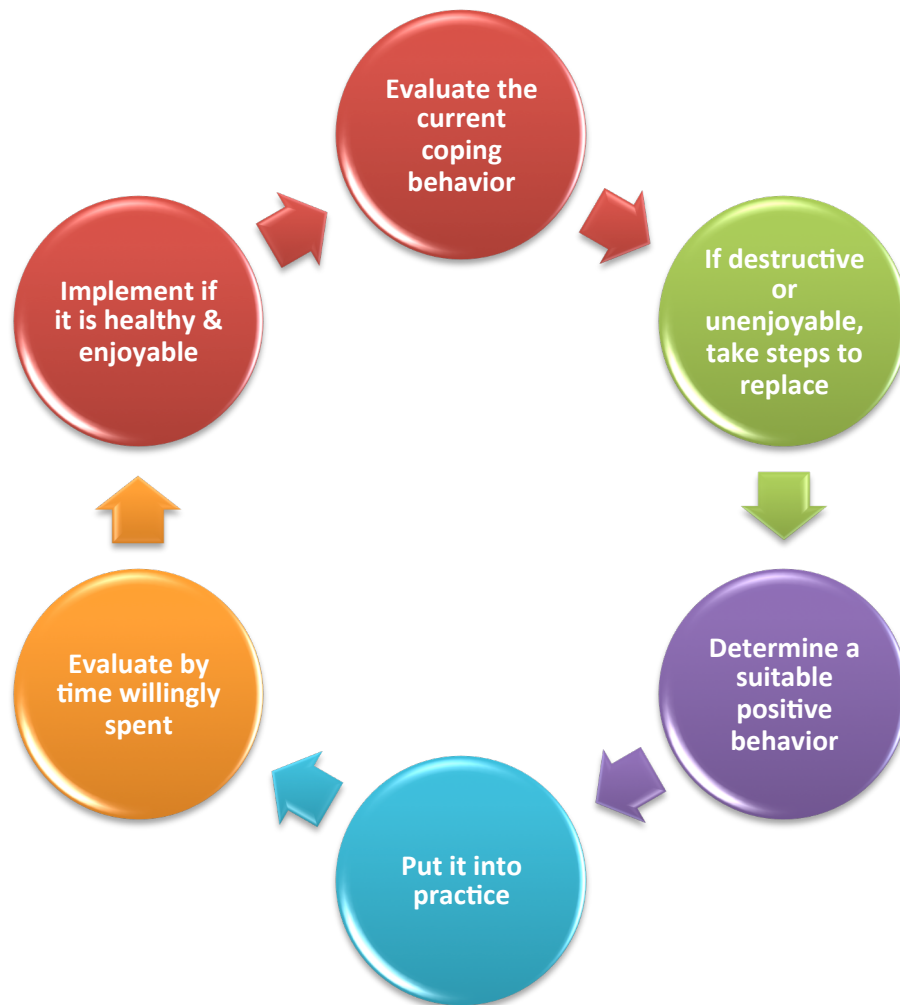 Evaluate the
current
coping
behavior
If destructive
or
unenjoyable,
take steps to
replace
Determine a
suitable
positive
behavior
Put it into
practice
Evaluate by
time willingly
spent
Implement if
it is healthy &
enjoyable